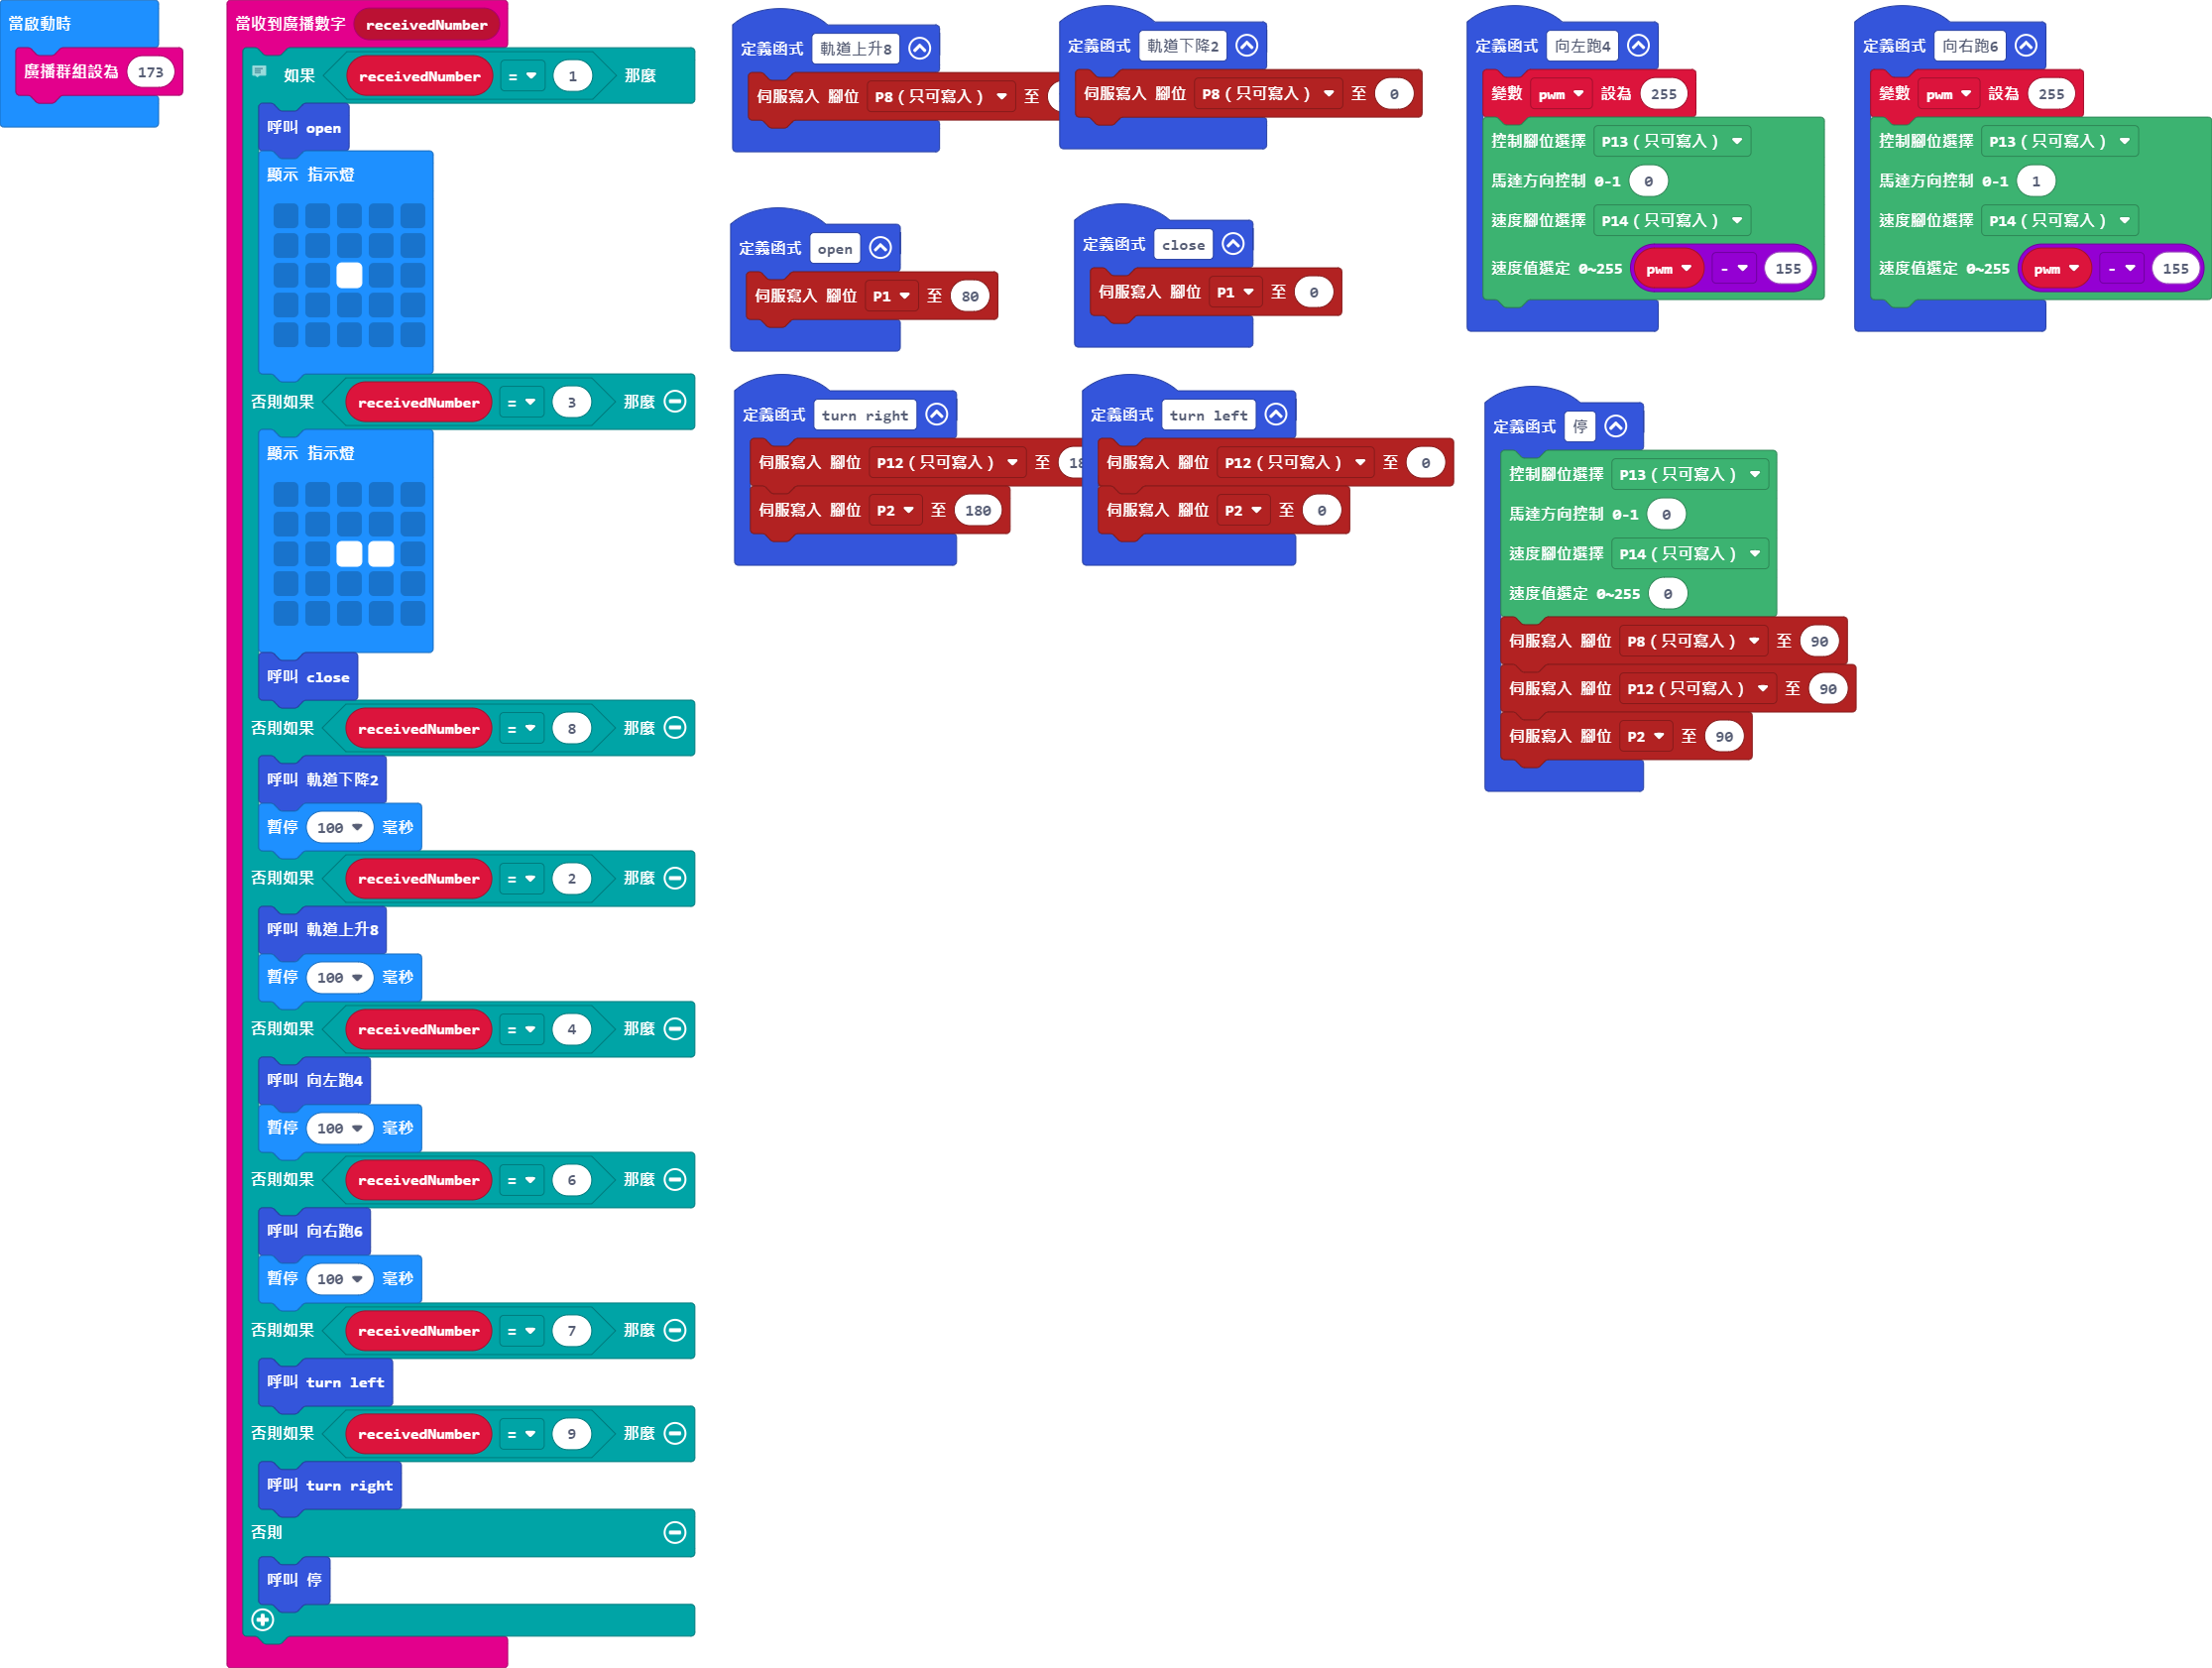 當啟動時
廣播群組設為 173
當收到廣播數字 receivedNumber
如果 receivedNumber = 1 那麼
呼叫 open
顯示 指示燈
否則如果 receivedNumber = 3 那麼
顯示 指示燈
呼叫 close
否則如果 receivedNumber = 8 那麼
呼叫 軌道下降2
暫停 100 毫秒
否則如果 receivedNumber = 2 那麼
呼叫 軌道上升8
暫停 100 毫秒
否則如果 receivedNumber = 4 那麼
呼叫 向左跑4
暫停 100 毫秒
否則如果 receivedNumber = 6 那麼
呼叫 向右跑6
暫停 100 毫秒
否則如果 receivedNumber = 7 那麼
呼叫 turn left
否則如果 receivedNumber = 9 那麼
呼叫 turn right
否則
呼叫 停
定義函式 軌道上升8
伺服寫入 腳位 P8(只可寫入) 至
定義函式 軌道下降2
伺服寫入 腳位 P8(只可寫入) 至 0
定義函式 open
伺服寫入 腳位 P1 至 80
定義函式 close
伺服寫入 腳位 P1 至 0
定義函式 turn right
伺服寫入 腳位 P12(只可寫入) 至
伺服寫入 腳位 P2 至 180
定義函式 turn left
伺服寫入 腳位 P12(只可寫入) 至 0
伺服寫入 腳位 P2 至 0
定義函式 向左跑4
變數 pwm 設為 255
控制腳位選擇 P13(只可寫入)
馬達方向控制 0-1 0
速度腳位選擇 P14(只可寫入)
速度值選定 0~255 pwm - 155
定義函式 向右跑6
變數 pwm 設為 255
控制腳位選擇 P13(只可寫入)
馬達方向控制 0-1 1
速度腳位選擇 P14(只可寫入)
速度值選定 0~255 pwm - 155
定義函式 停
控制腳位選擇 P13(只可寫入)
馬達方向控制 0-1 0
速度腳位選擇 P14(只可寫入)
速度值選定 0~255 0
伺服寫入 腳位 P8(只可寫入) 至 90
伺服寫入 腳位 P12(只可寫入) 至 90
伺服寫入 腳位 P2 至 90